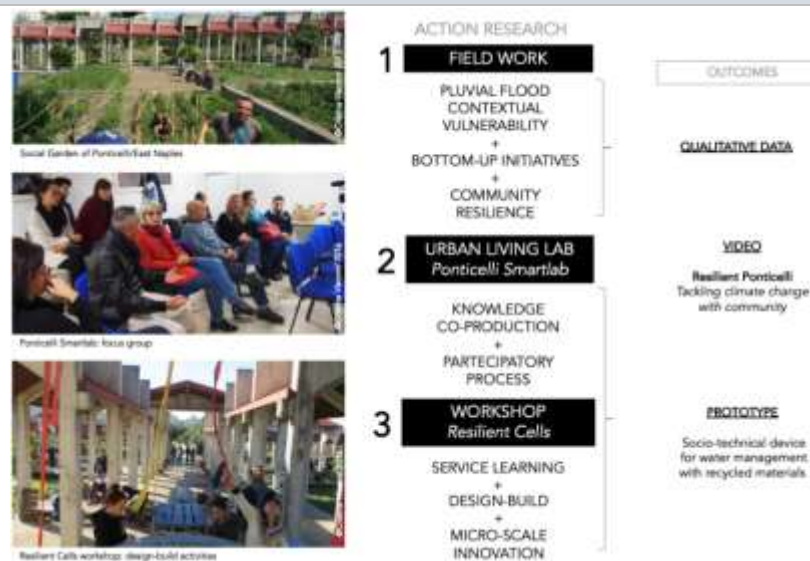 ACTION RESEARCH
1
FIELD WORK
PLUVIAL FLOOD
CONTEXTUAL
VULNERABILITY
+
BOTTOM-UP INITIATIVES
+
COMMUNITY
RESILIENCE
2
URBAN LIVING LAB
Ponticelli Smartlab
KNOWLEDGE
CO-PRODUCTION
+
PARTECIPATORY
PROCESS
3
WORKSHOP
Resilient Cells
SERVICE LEARNING
+
DESIGN-BUILD
+
MICRO-SCALE
INNOVATION
OUTCOMES
QUALITATIVE DATA
VIDEO
Resilient Ponticelli
Tackling climate change
with community
PROTOTYPE
Socio-technical device
for water management
with recycled materials
Social Garden of Ponticelli/East Naples
Ponticelli Smartlab: focus group
Resilient Cells workshop: design-build activities